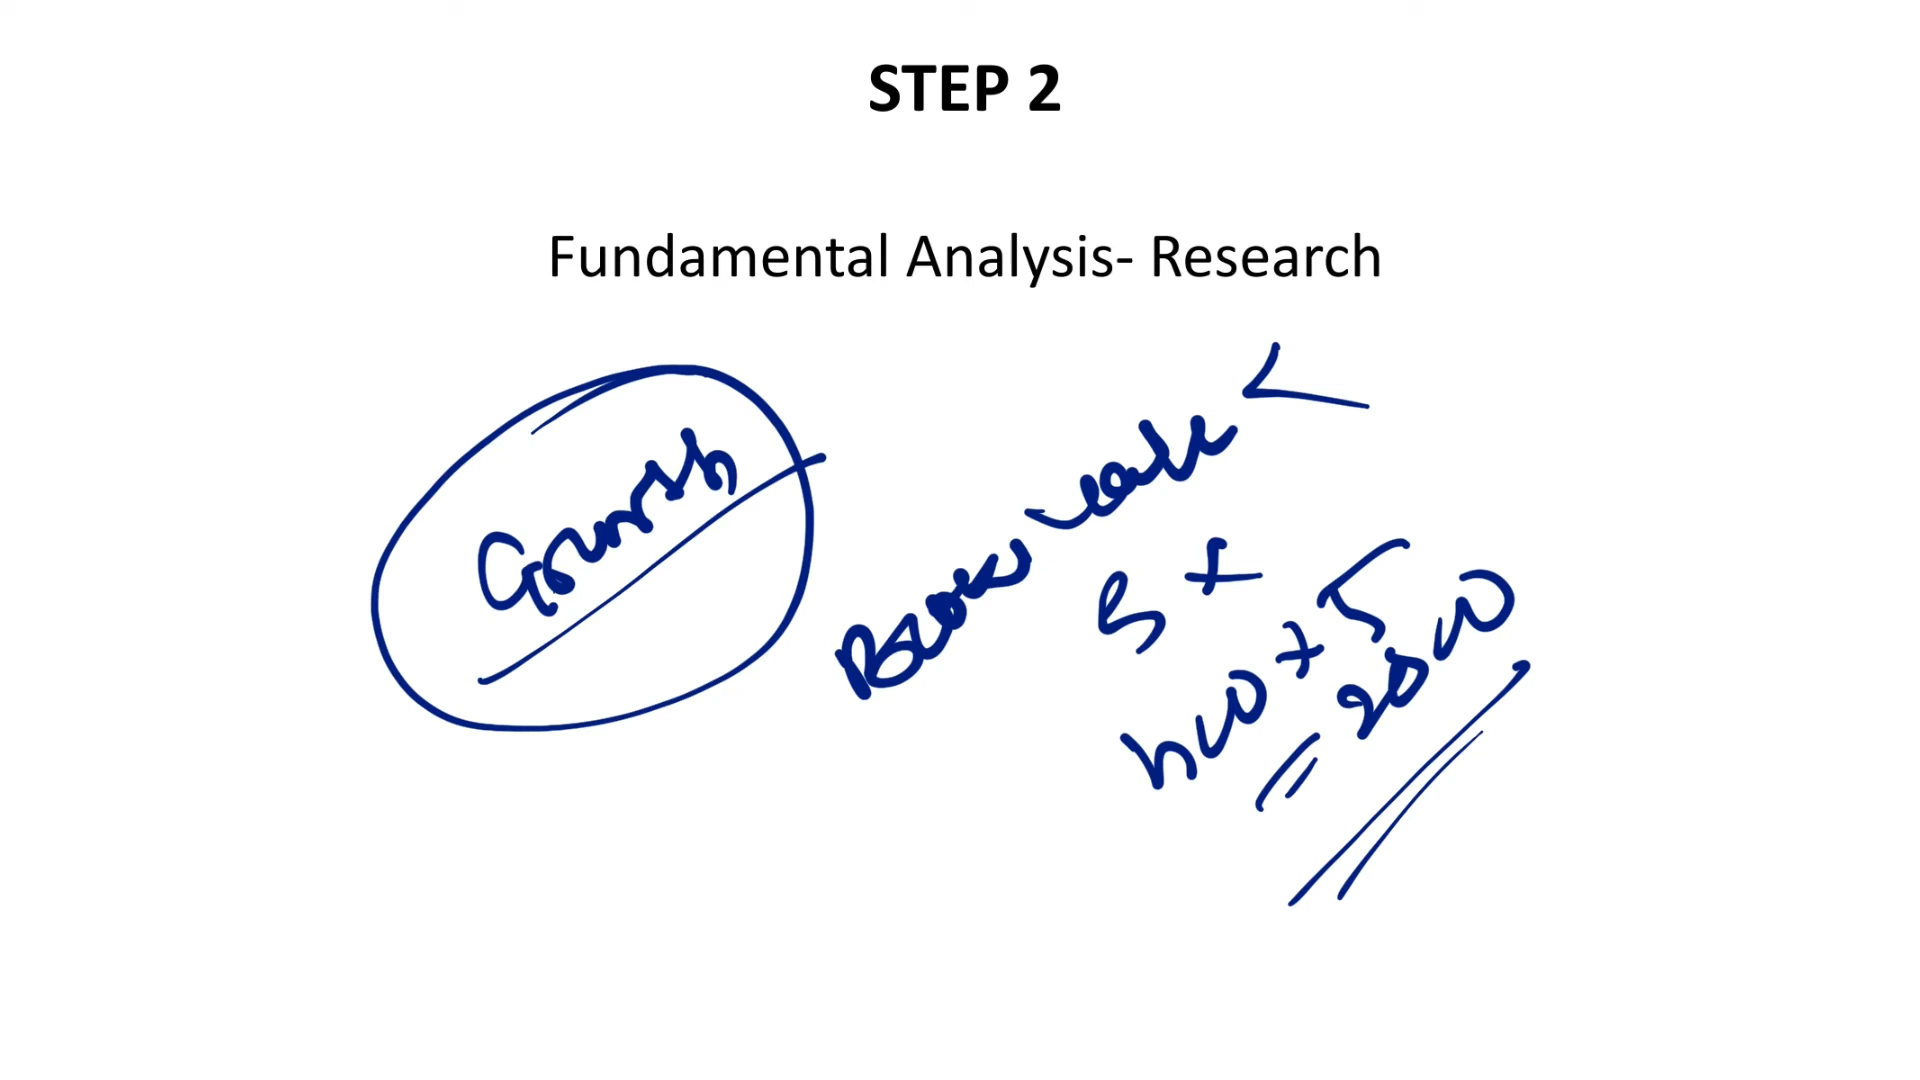 STEP 2
Fundamental Analysis- Research
Growth
Book value <
5 x
400 x 5
= 2000